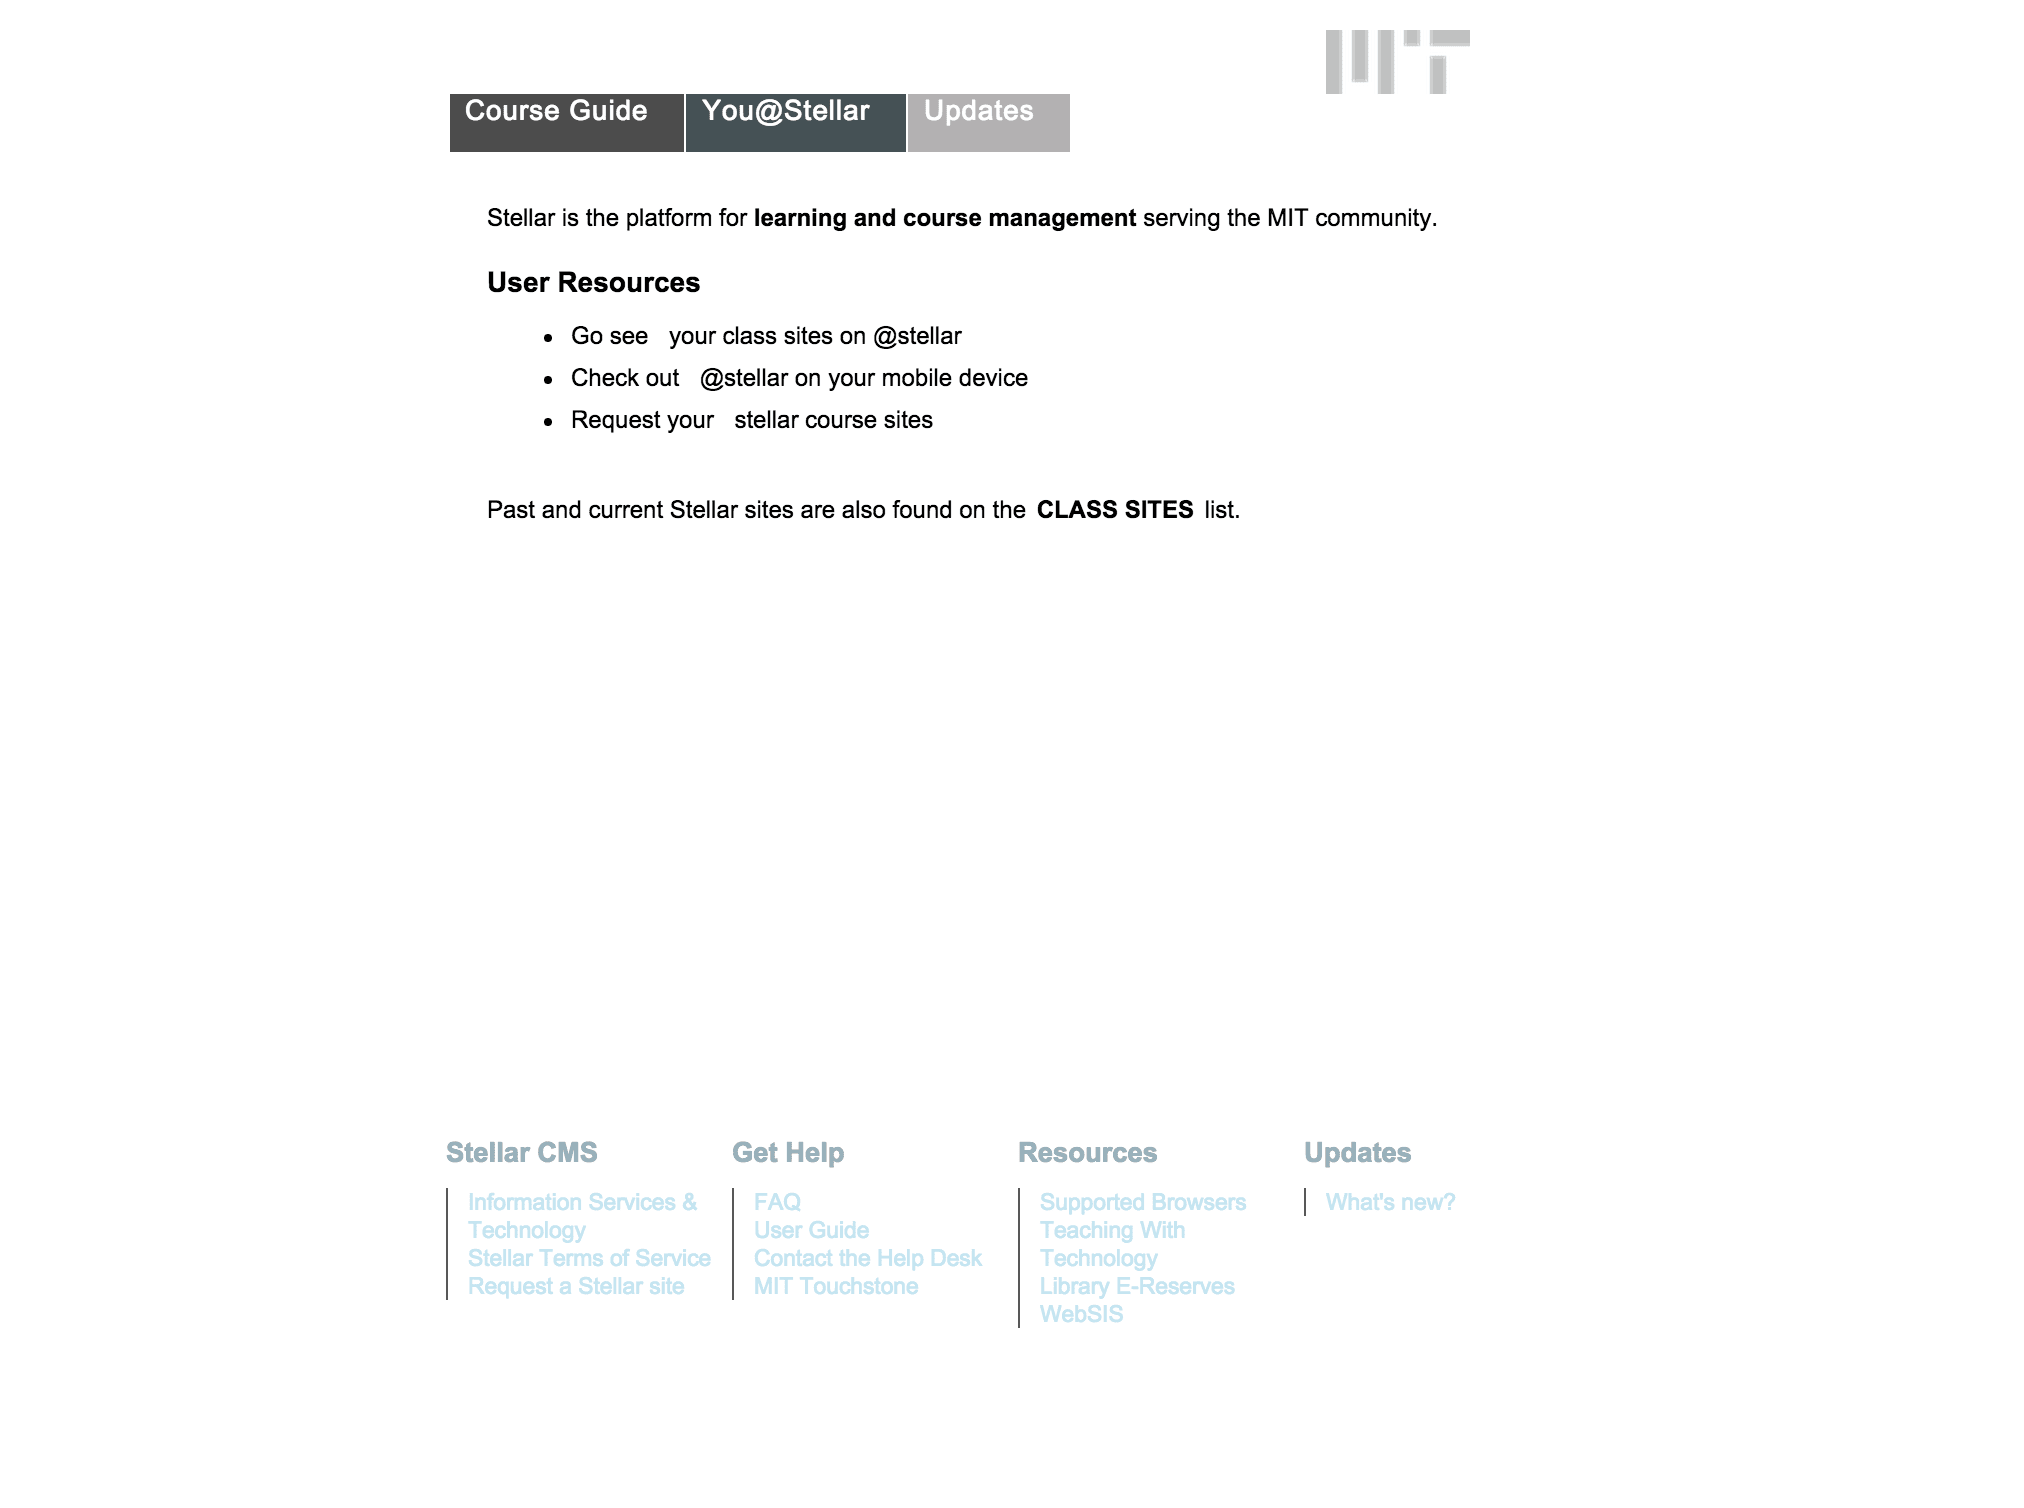 MIT
Course Guide
You@Stellar
Updates
Stellar is the platform for learning and course management serving the MIT community.
User Resources
Go see your class sites on @stellar
Check out @stellar on your mobile device
Request your stellar course sites
Past and current Stellar sites are also found on the CLASS SITES list.
Stellar CMS
Information Services &
Technology
Stellar Terms of Service
Request a Stellar site
Get Help
FAQ
User Guide
Contact the Help Desk
MIT Touchstone
Resources
Supported Browsers
Teaching With
Technology
Library E-Reserves
WebSIS
Updates
What's new?